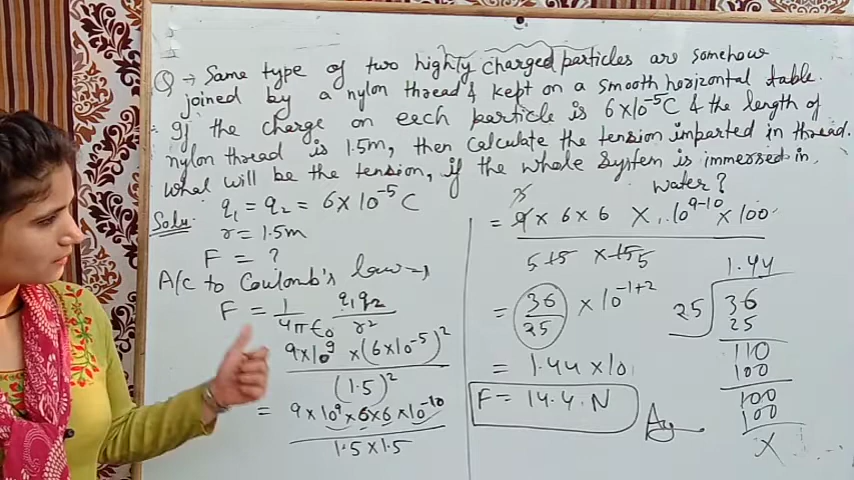 Q → Same type of two highly charged particles are somehow
joined by a nylon thread & kept on a smooth horizontal table.
If the charge on each particle is 6×10⁻⁵C & the length of
nylon thread is 1.5m, then calculate the tension imparted in thread.
what will be the tension, if the whole system is immersed in
water?
Solu.
q₁ = q₂ = 6×10⁻⁵ C
r = 1.5m
F = ?
A/c to Coulomb's law →
F = 1/4πε₀ q₁q₂/r²
9×10⁹ ×(6×10⁻⁵)²
(1.5)²
= 9×10⁹×6×6×10⁻¹⁰
1.5×1.5
= 9× 6×6 ×10⁹⁻¹⁰ ×100
15 ×15
= 36/25 ×10⁻¹⁺²
= 1.44×10
F = 14.4 N
1.44
25 36
25
110
100
100
100
×